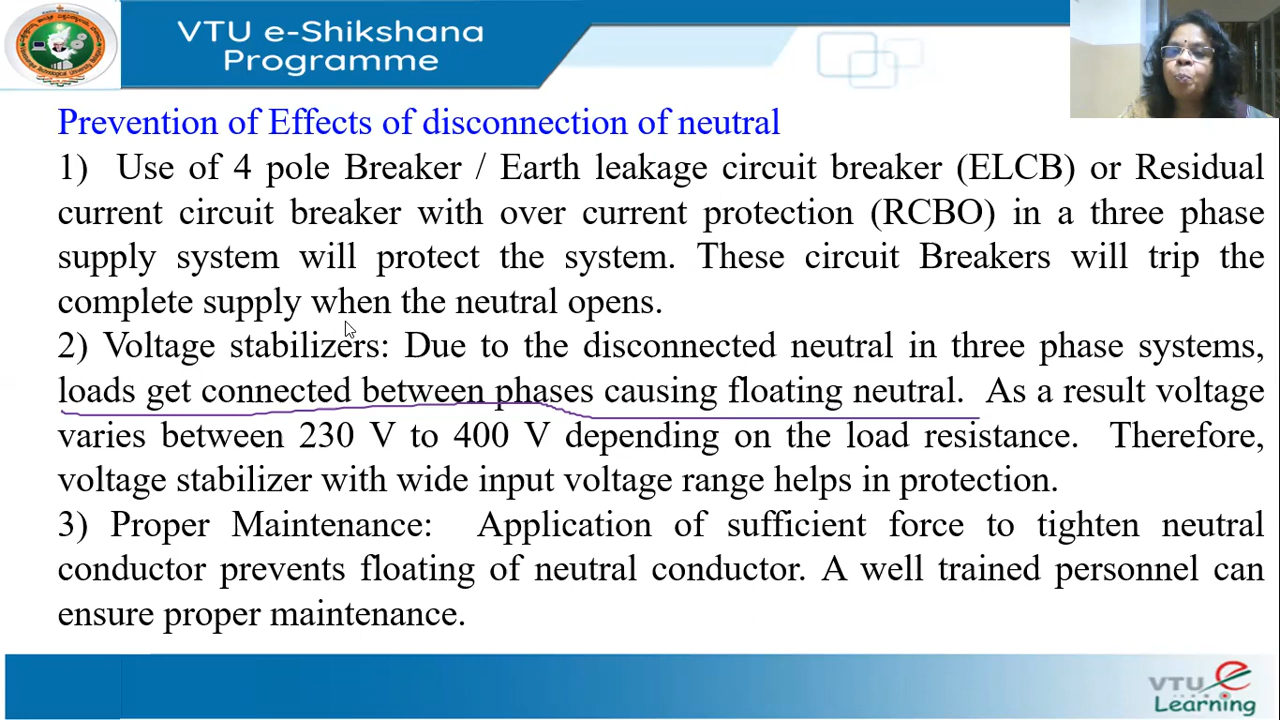 VTU e-Shikshana
Programme
Prevention of Effects of disconnection of neutral
1) Use of 4 pole Breaker / Earth leakage circuit breaker (ELCB) or Residual
current circuit breaker with over current protection (RCBO) in a three phase
supply system will protect the system. These circuit Breakers will trip the
complete supply when the neutral opens.
2) Voltage stabilizers: Due to the disconnected neutral in three phase systems,
loads get connected between phases causing floating neutral. As a result voltage
varies between 230 V to 400 V depending on the load resistance. Therefore,
voltage stabilizer with wide input voltage range helps in protection.
3) Proper Maintenance: Application of sufficient force to tighten neutral
conductor prevents floating of neutral conductor. A well trained personnel can
ensure proper maintenance.
VTU e
Learning